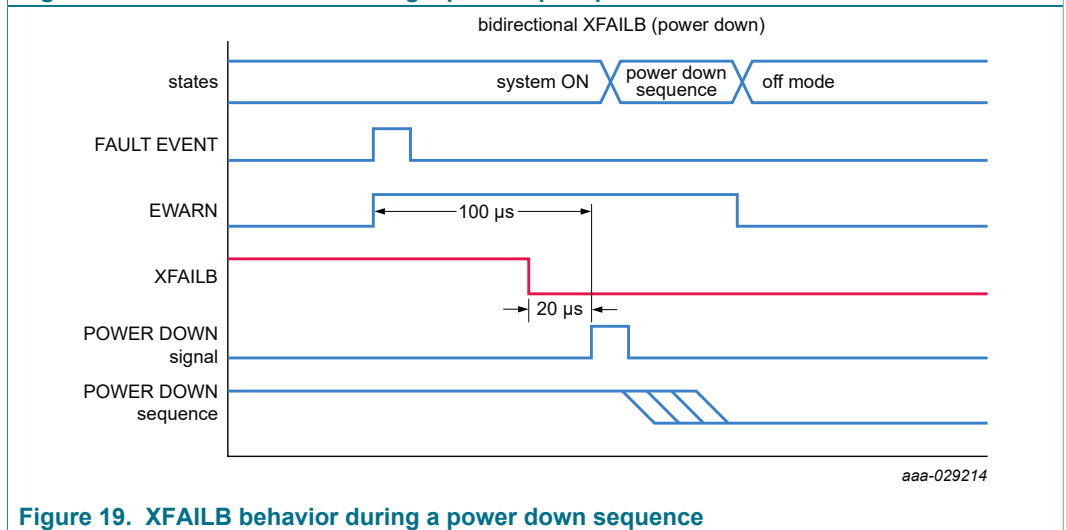 bidirectional XFAILB (power down)
states
system ON
power down
sequence
off mode
FAULT EVENT
EWARN
100 μs
XFAILB
20 μs
POWER DOWN
signal
POWER DOWN
sequence
aaa-029214
Figure 19. XFAILB behavior during a power down sequence